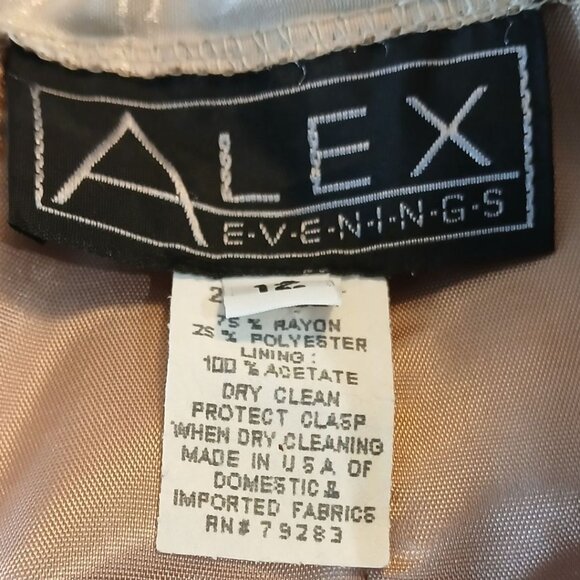 ALEX
E·V·E·N·I·N·G·S
12
2
75 % RAYON
25 % POLYESTER
LINING :
100 % ACETATE
DRY CLEAN
PROTECT CLASP
WHEN DRY CLEANING
MADE IN U S A OF
DOMESTIC &
IMPORTED FABRICS
RN# 79283